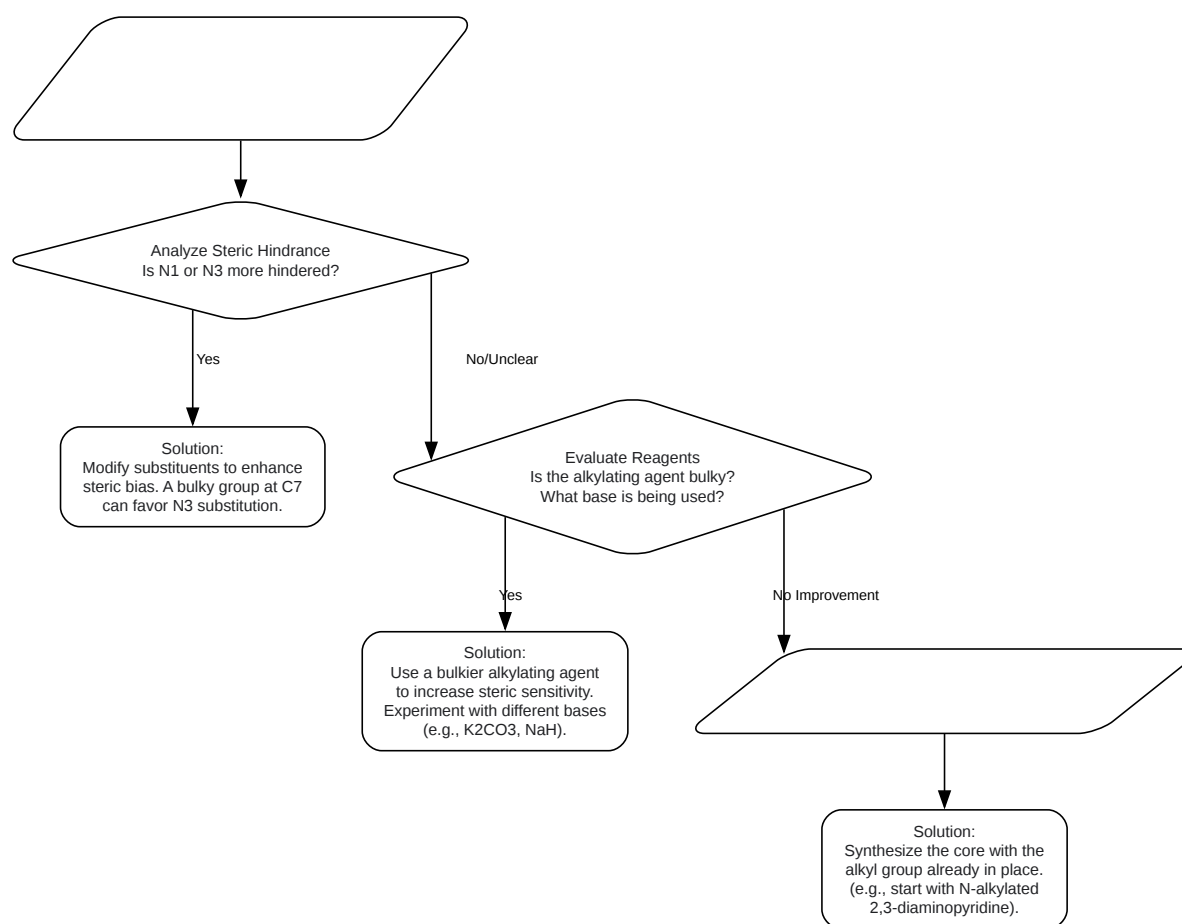 Analyze Steric Hindrance
Is N1 or N3 more hindered?
Yes
No/Unclear
Solution:
Modify substituents to enhance
steric bias. A bulky group at C7
can favor N3 substitution.
Evaluate Reagents
Is the alkylating agent bulky?
What base is being used?
Yes
No Improvement
Solution:
Use a bulkier alkylating agent
to increase steric sensitivity.
Experiment with different bases
(e.g., K2CO3, NaH).
Solution:
Synthesize the core with the
alkyl group already in place.
(e.g., start with N-alkylated
2,3-diaminopyridine).